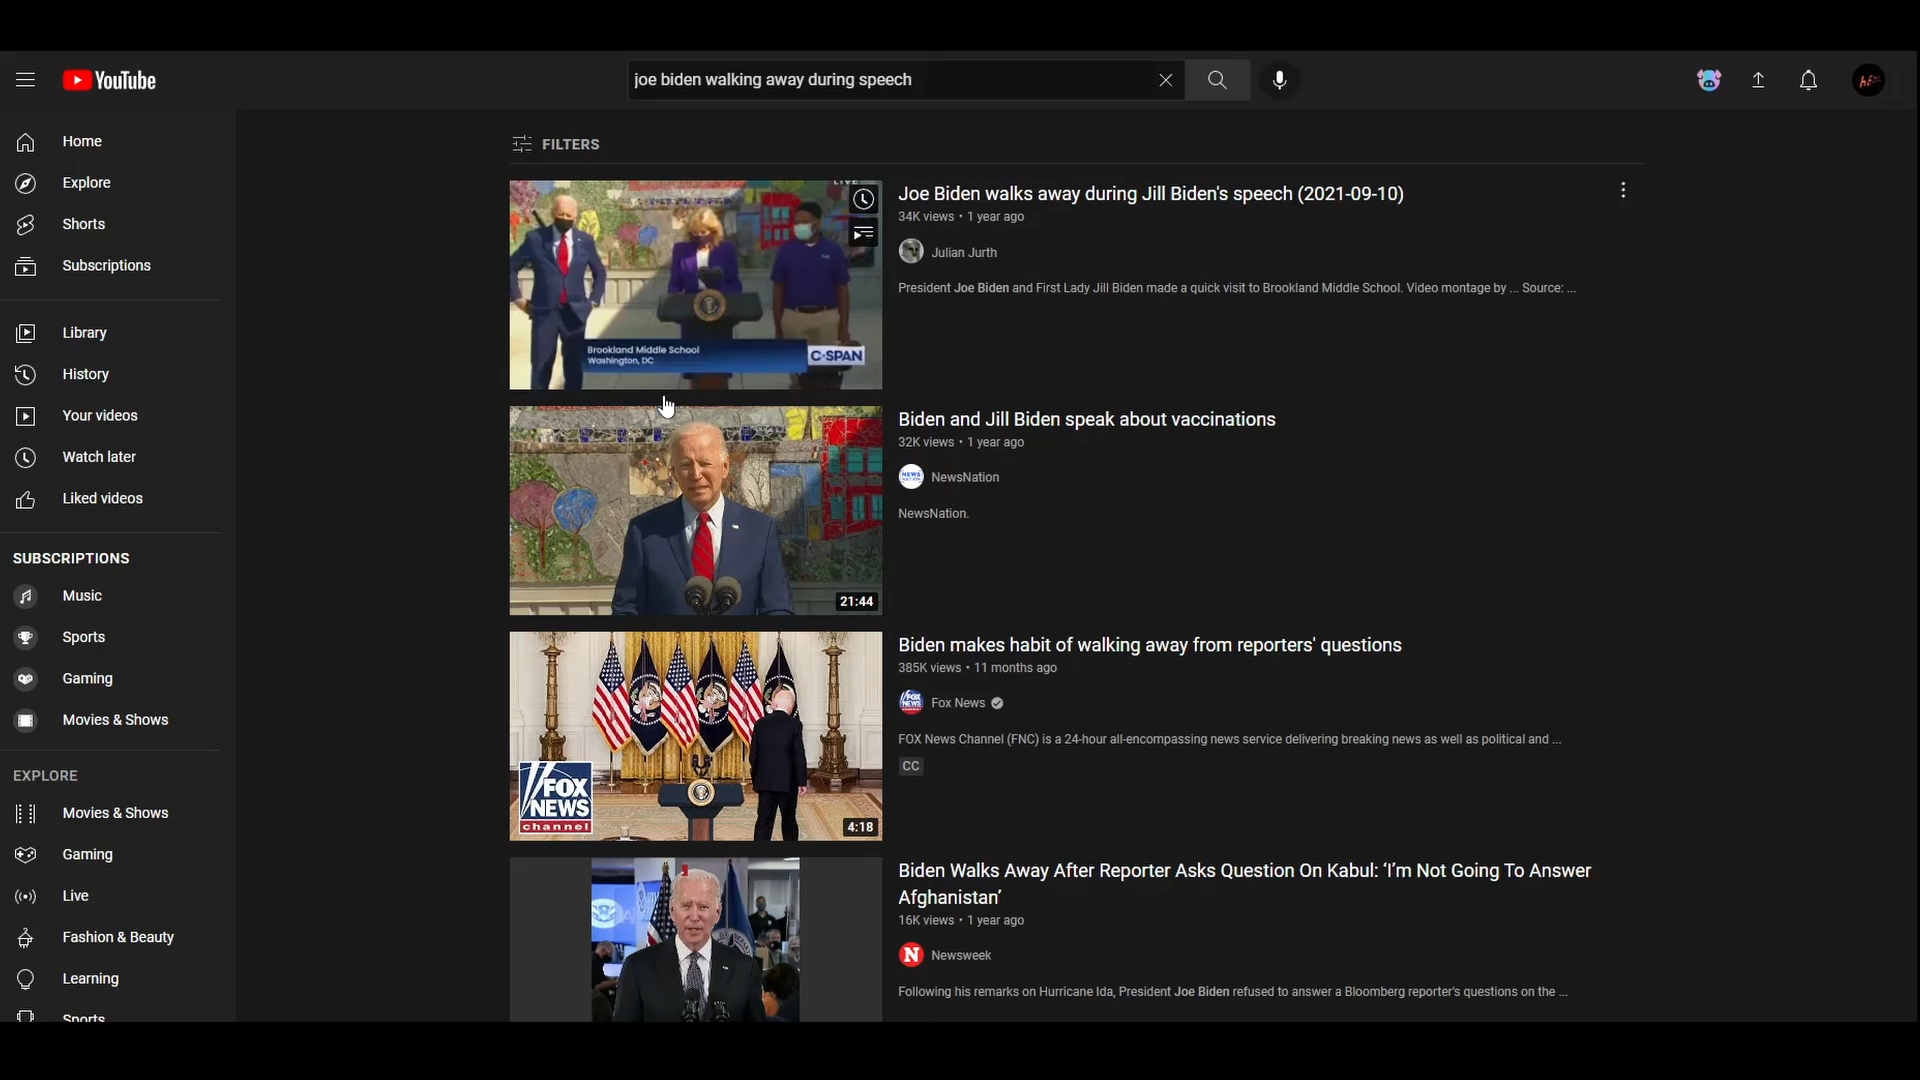 YouTube
joe biden walking away during speech
Home
Explore
Shorts
Subscriptions
Library
History
Your videos
Watch later
Liked videos
SUBSCRIPTIONS
Music
Sports
Gaming
Movies & Shows
EXPLORE
Movies & Shows
Gaming
Live
Fashion & Beauty
Learning
Sports
FILTERS
LIVE
Brookland Middle School
Washington, DC
C-SPAN
Joe Biden walks away during Jill Biden's speech (2021-09-10)
34K views • 1 year ago
Julian Jurth
President Joe Biden and First Lady Jill Biden made a quick visit to Brookland Middle School. Video montage by ... Source: ...
21:44
Biden and Jill Biden speak about vaccinations
32K views • 1 year ago
NEWS
NATION
NewsNation
NewsNation.
FOX
NEWS
channel
4:18
Biden makes habit of walking away from reporters' questions
385K views • 11 months ago
FOX
NEWS
Fox News
FOX News Channel (FNC) is a 24-hour all-encompassing news service delivering breaking news as well as political and ...
CC
Biden Walks Away After Reporter Asks Question On Kabul: ‘I’m Not Going To Answer
Afghanistan’
16K views • 1 year ago
N
Newsweek
Following his remarks on Hurricane Ida, President Joe Biden refused to answer a Bloomberg reporter's questions on the ...